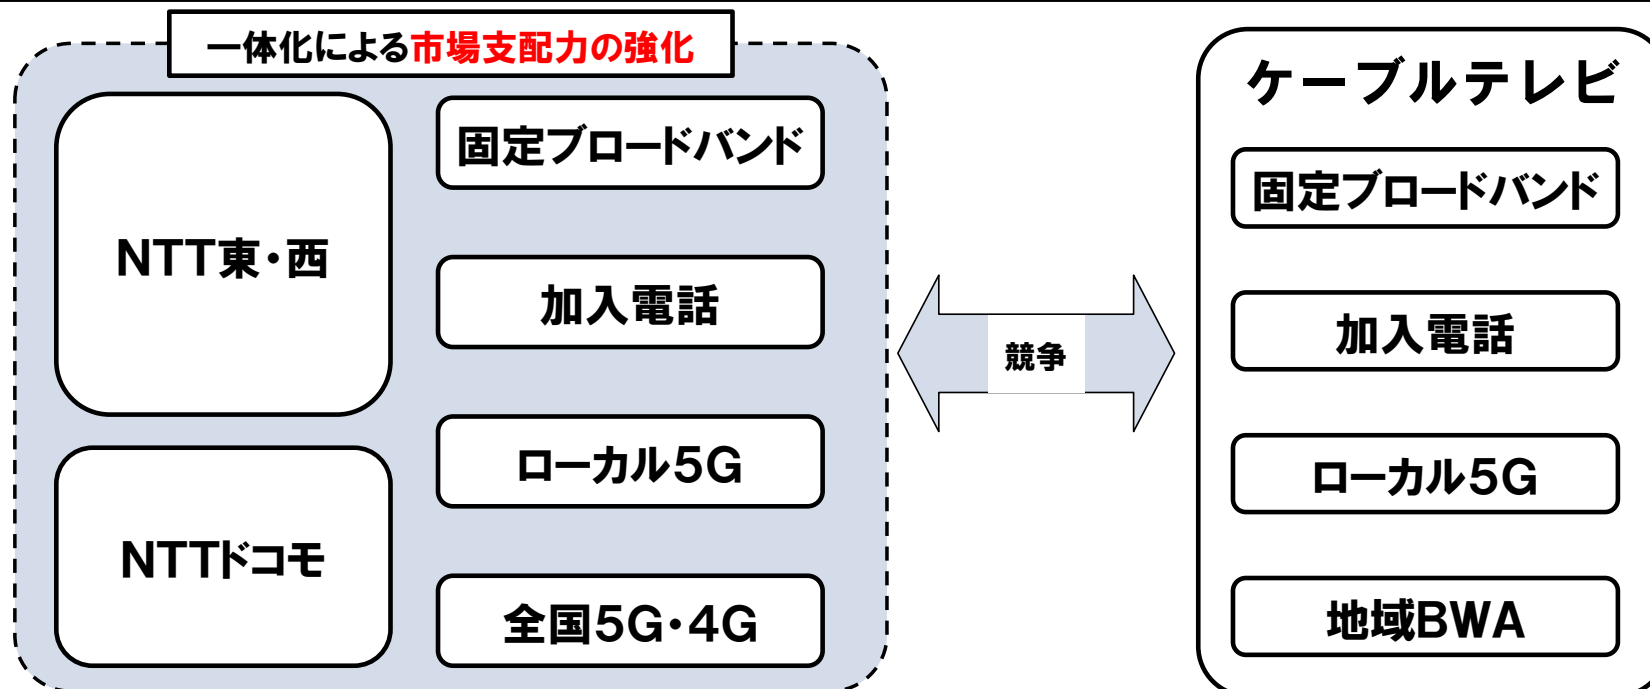 一体化による市場支配力の強化
NTT東・西
NTTドコモ
固定ブロードバンド
加入電話
ローカル5G
全国5G・4G
競争
ケーブルテレビ
固定ブロードバンド
加入電話
ローカル5G
地域BWA